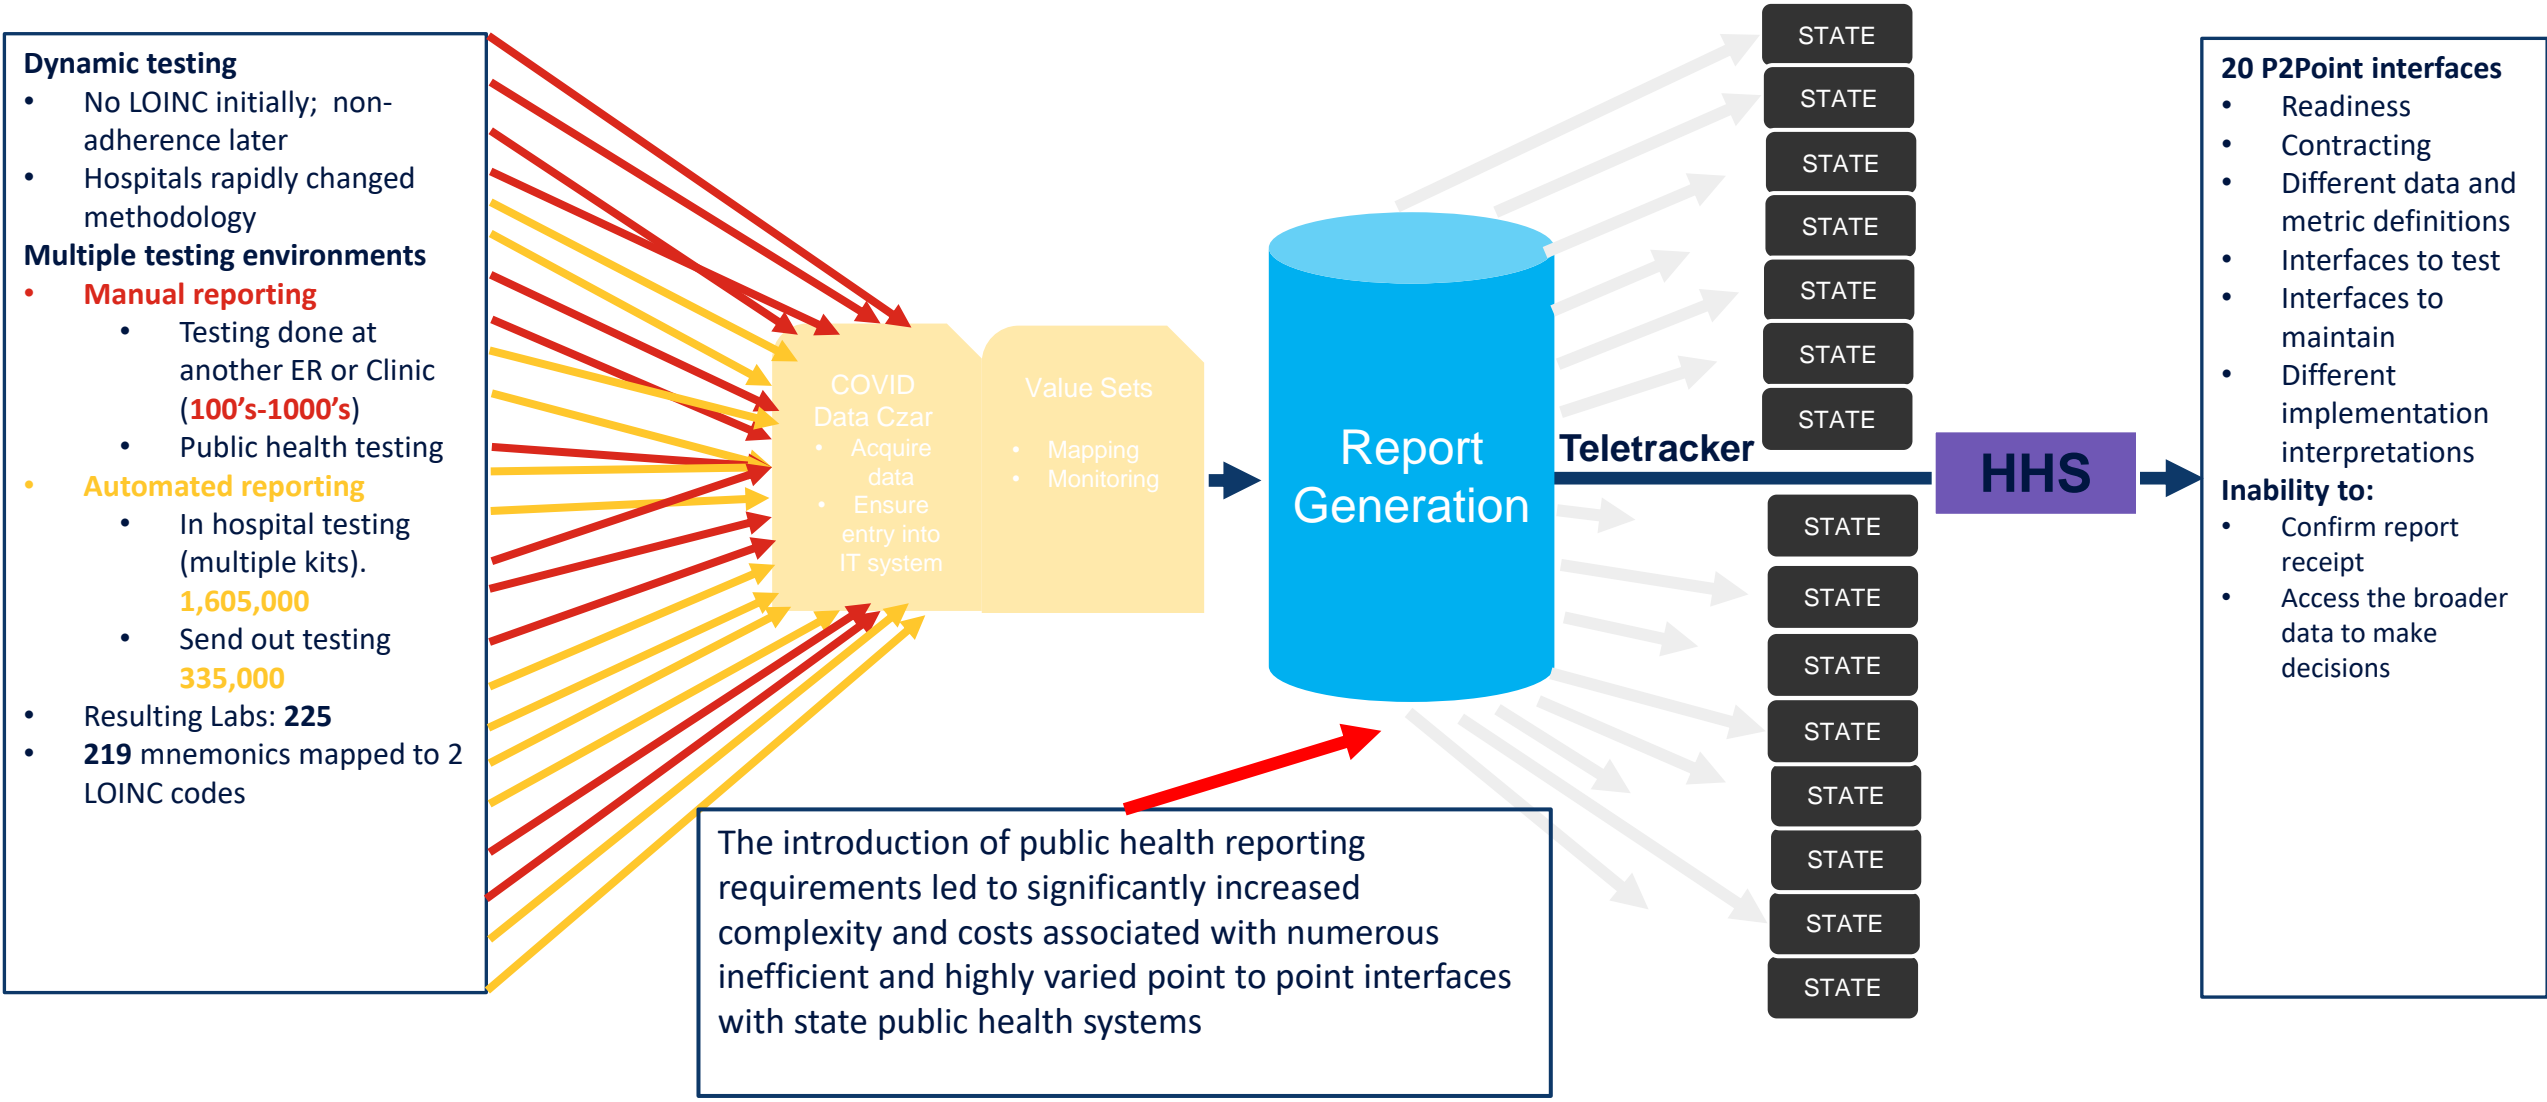 Dynamic testing
• No LOINC initially; non-
adherence later
• Hospitals rapidly changed
methodology
Multiple testing environments
• Manual reporting
• Testing done at
another ER or Clinic
(100’s-1000’s)
• Public health testing
• Automated reporting
• In hospital testing
(multiple kits).
1,605,000
• Send out testing
335,000
• Resulting Labs: 225
• 219 mnemonics mapped to 2
LOINC codes
COVID
Data Czar
• Acquire
data
• Ensure
entry into
IT system
Value Sets
• Mapping
• Monitoring
Report
Generation
The introduction of public health reporting
requirements led to significantly increased
complexity and costs associated with numerous
inefficient and highly varied point to point interfaces
with state public health systems
STATE
STATE
STATE
STATE
STATE
STATE
STATE
Teletracker
HHS
STATE
STATE
STATE
STATE
STATE
STATE
STATE
STATE
20 P2Point interfaces
• Readiness
• Contracting
• Different data and
metric definitions
• Interfaces to test
• Interfaces to
maintain
• Different
implementation
interpretations
Inability to:
• Confirm report
receipt
• Access the broader
data to make
decisions